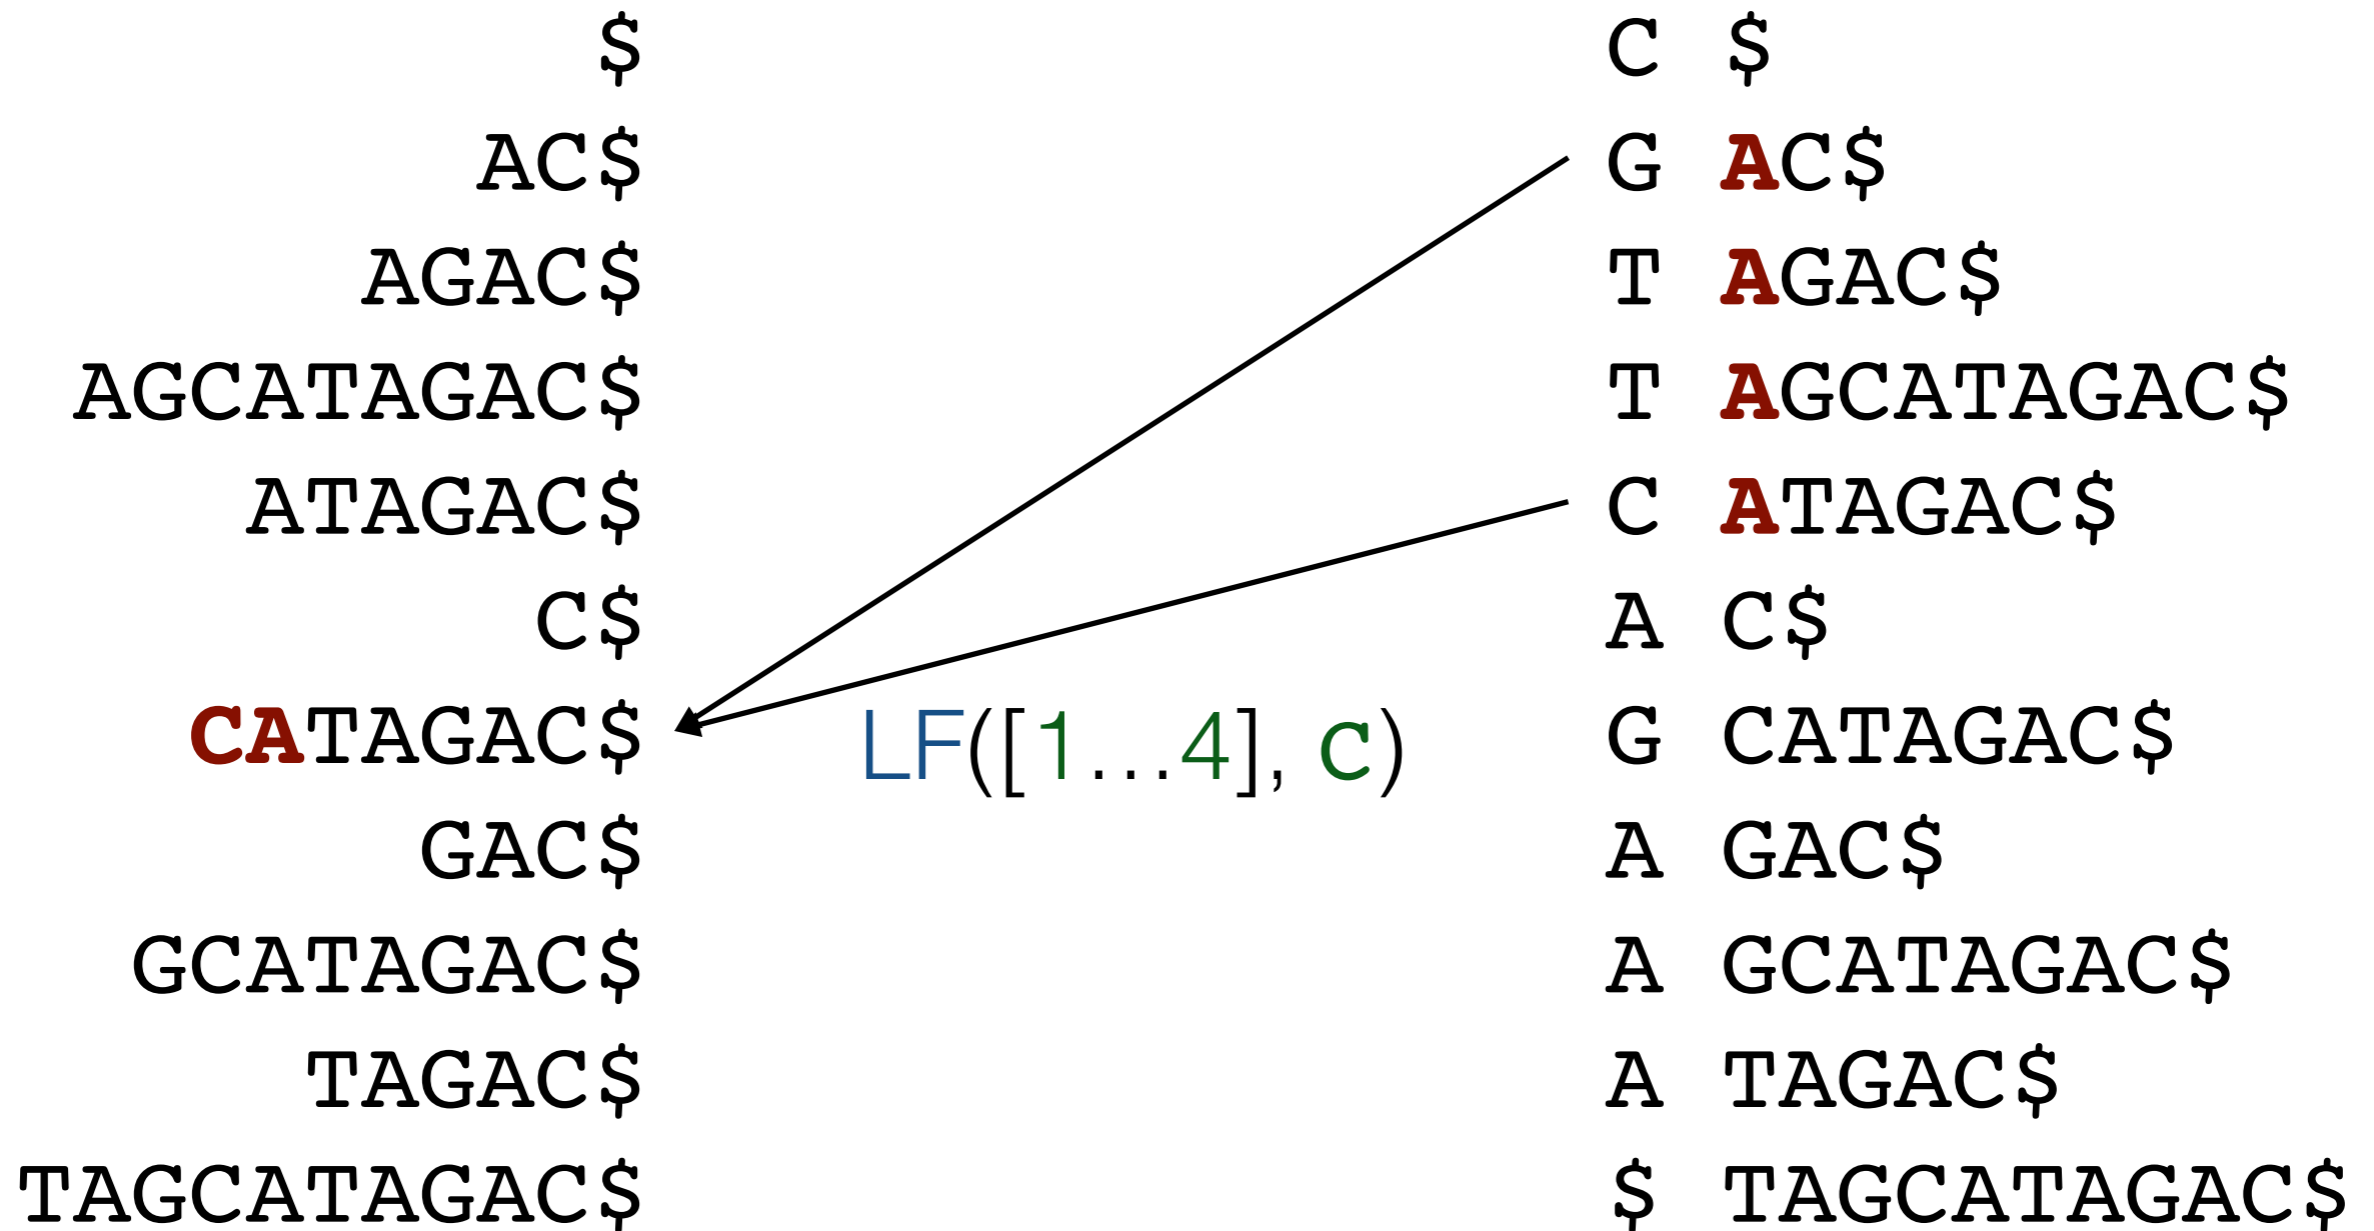 $ C $
AC$ G AC$
AGAC$ T AGAC$
AGCATAGAC$ T AGCATAGAC$
ATAGAC$ C ATAGAC$
C$ A C$
CATAGAC$ LF([1...4], C) G CATAGAC$
GAC$ A GAC$
GCATAGAC$ A GCATAGAC$
TAGAC$ A TAGAC$
TAGCATAGAC$ $ TAGCATAGAC$